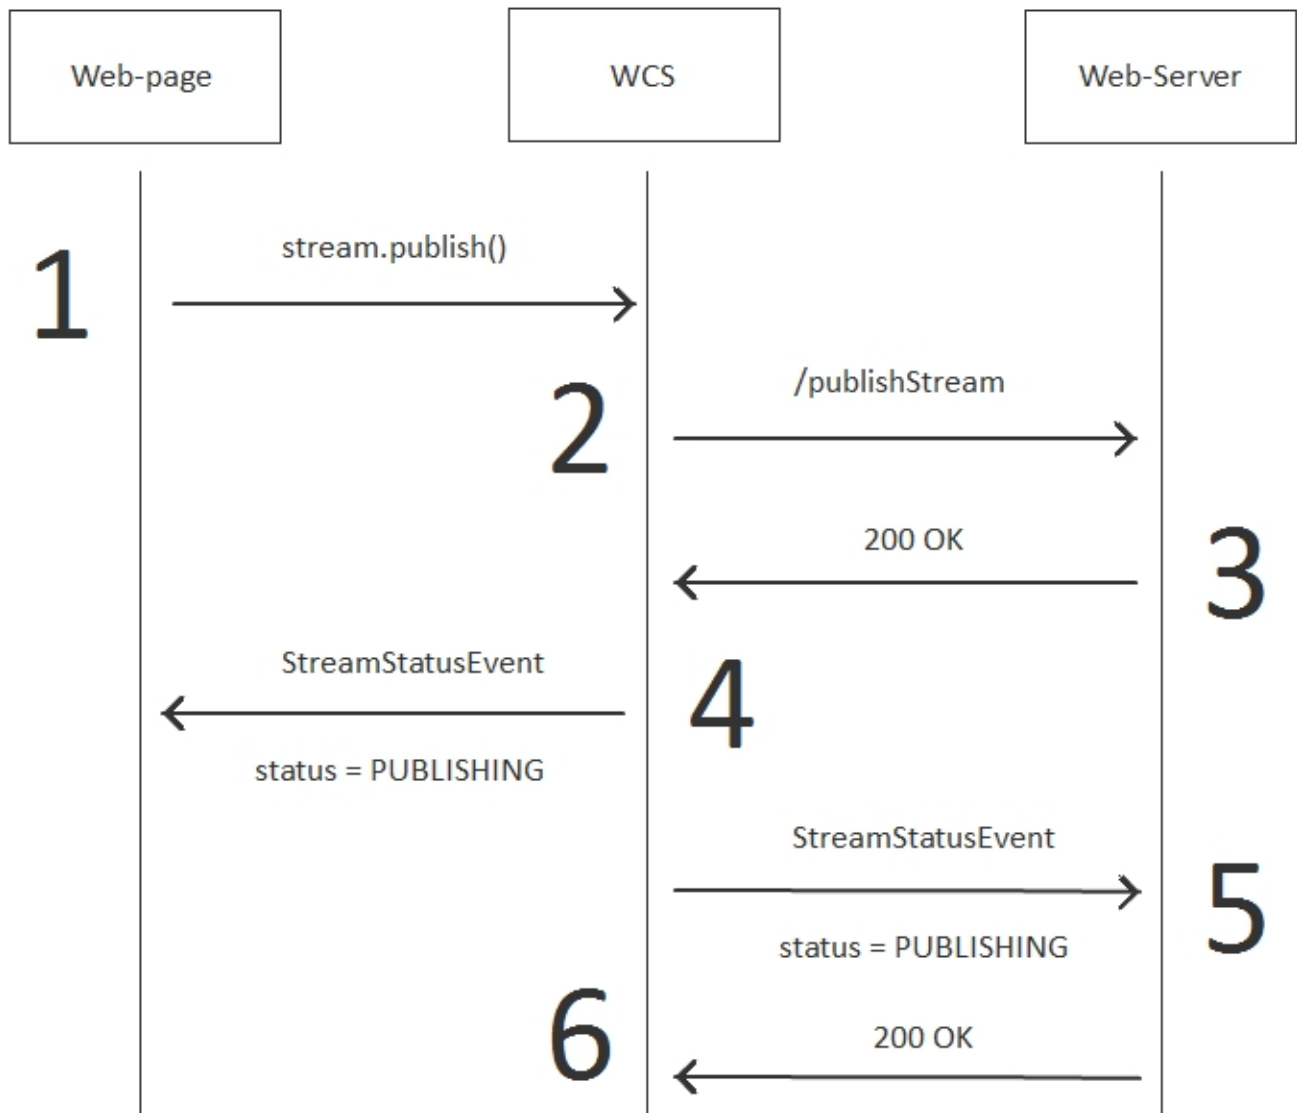 Web-page
WCS
Web-Server
1
stream.publish()
2
/publishStream
200 OK
3
StreamStatusEvent
4
status = PUBLISHING
StreamStatusEvent
5
status = PUBLISHING
6
200 OK